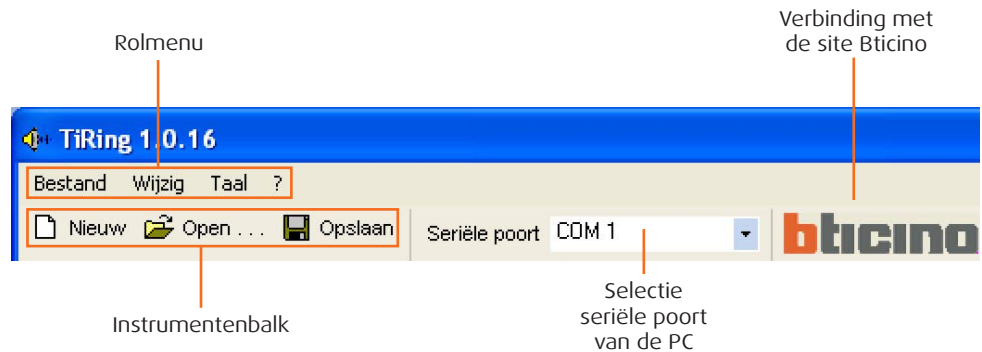 Verbinding met
de site Bticino
Rolmenu
TiRing 1.0.16
Bestand Wijzig Taal ?
Nieuw Open . . . Opslaan Seriële poort COM 1 bticino
Instrumentenbalk
Selectie
seriële poort
van de PC